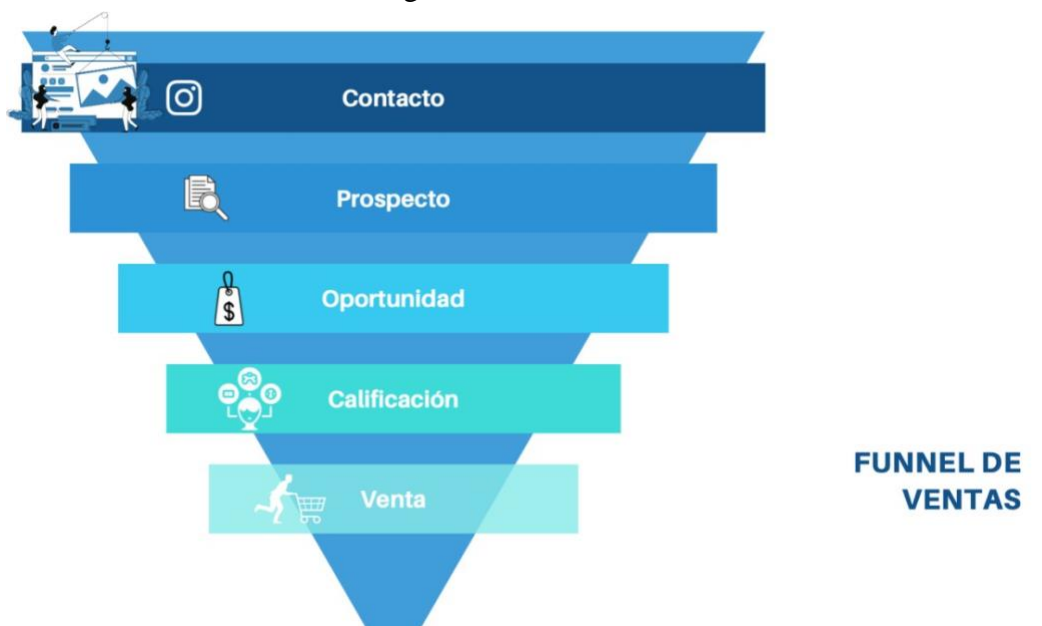 Contacto
Prospecto
Oportunidad
$
Calificación
Venta
FUNNEL DE
VENTAS